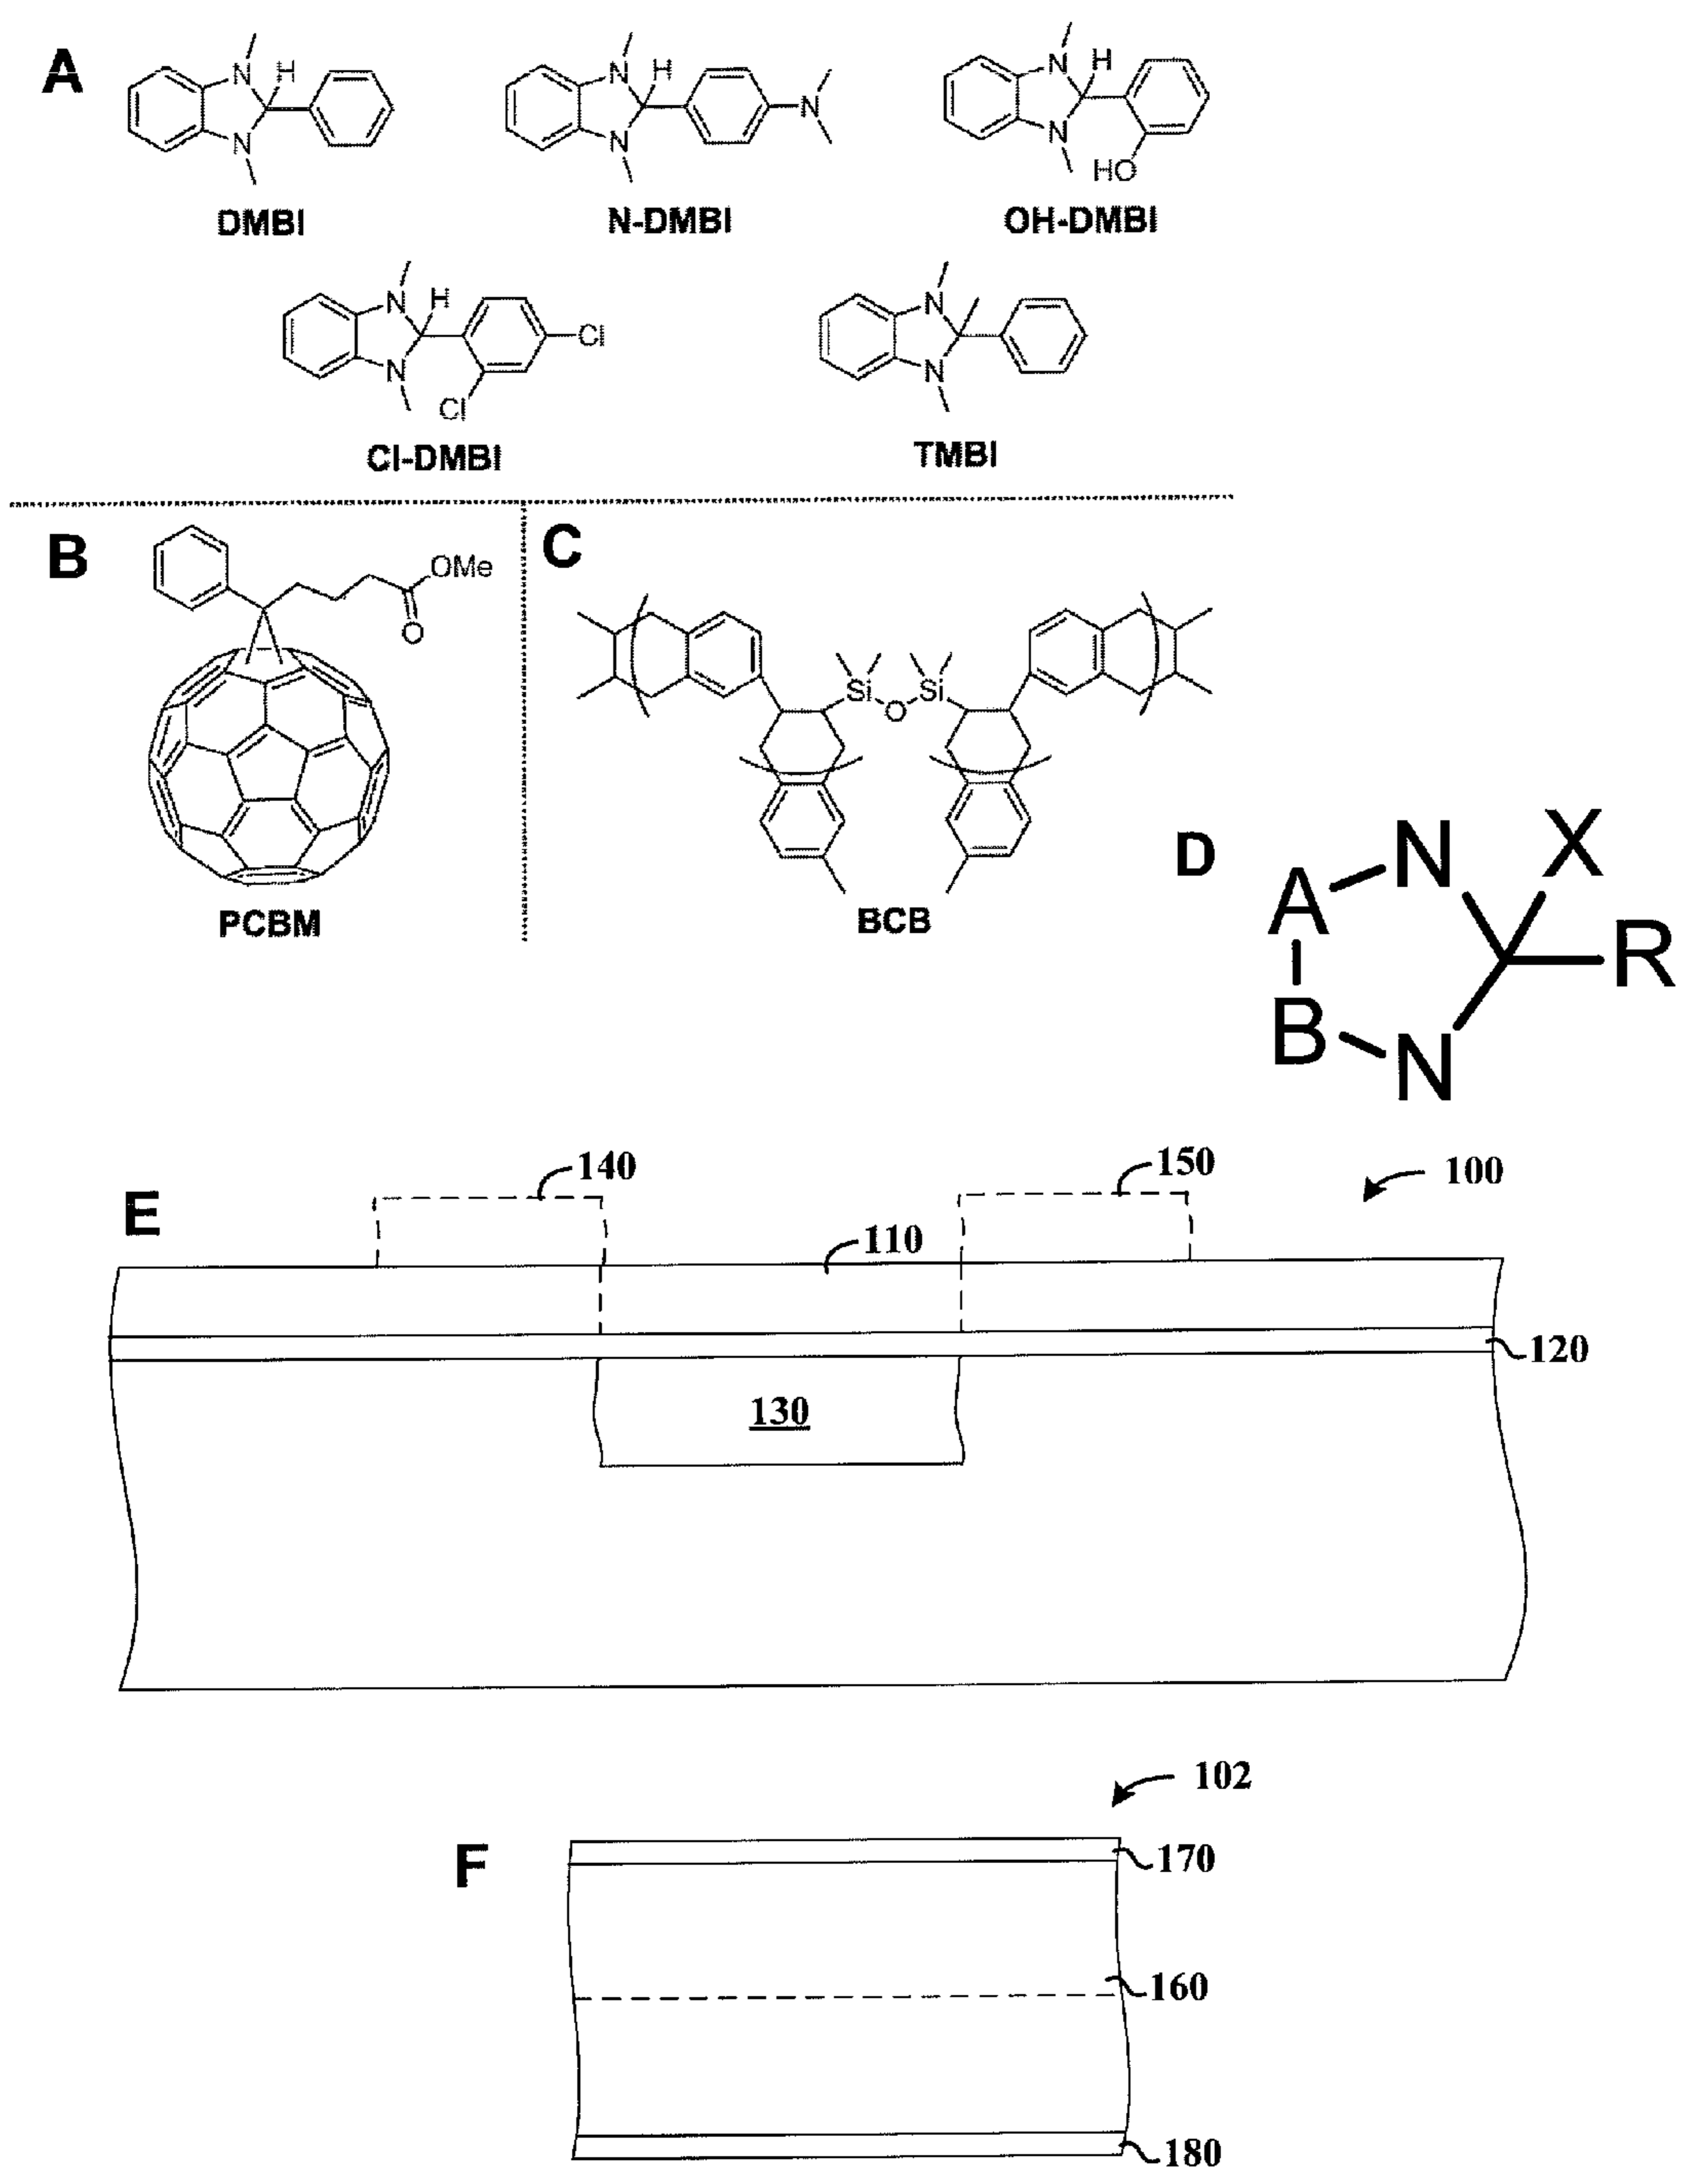 A
N H
N
DMBI
N H
N
N
N-DMBI
N H
N
HO
OH-DMBI
N H
N
Cl
Cl
Cl-DMBI
N
N
TMBI
B
OMe
O
PCBM
C
Si O Si
BCB
D
N X
A
R
B
N
E
140
150
100
110
120
130
102
F
170
160
180